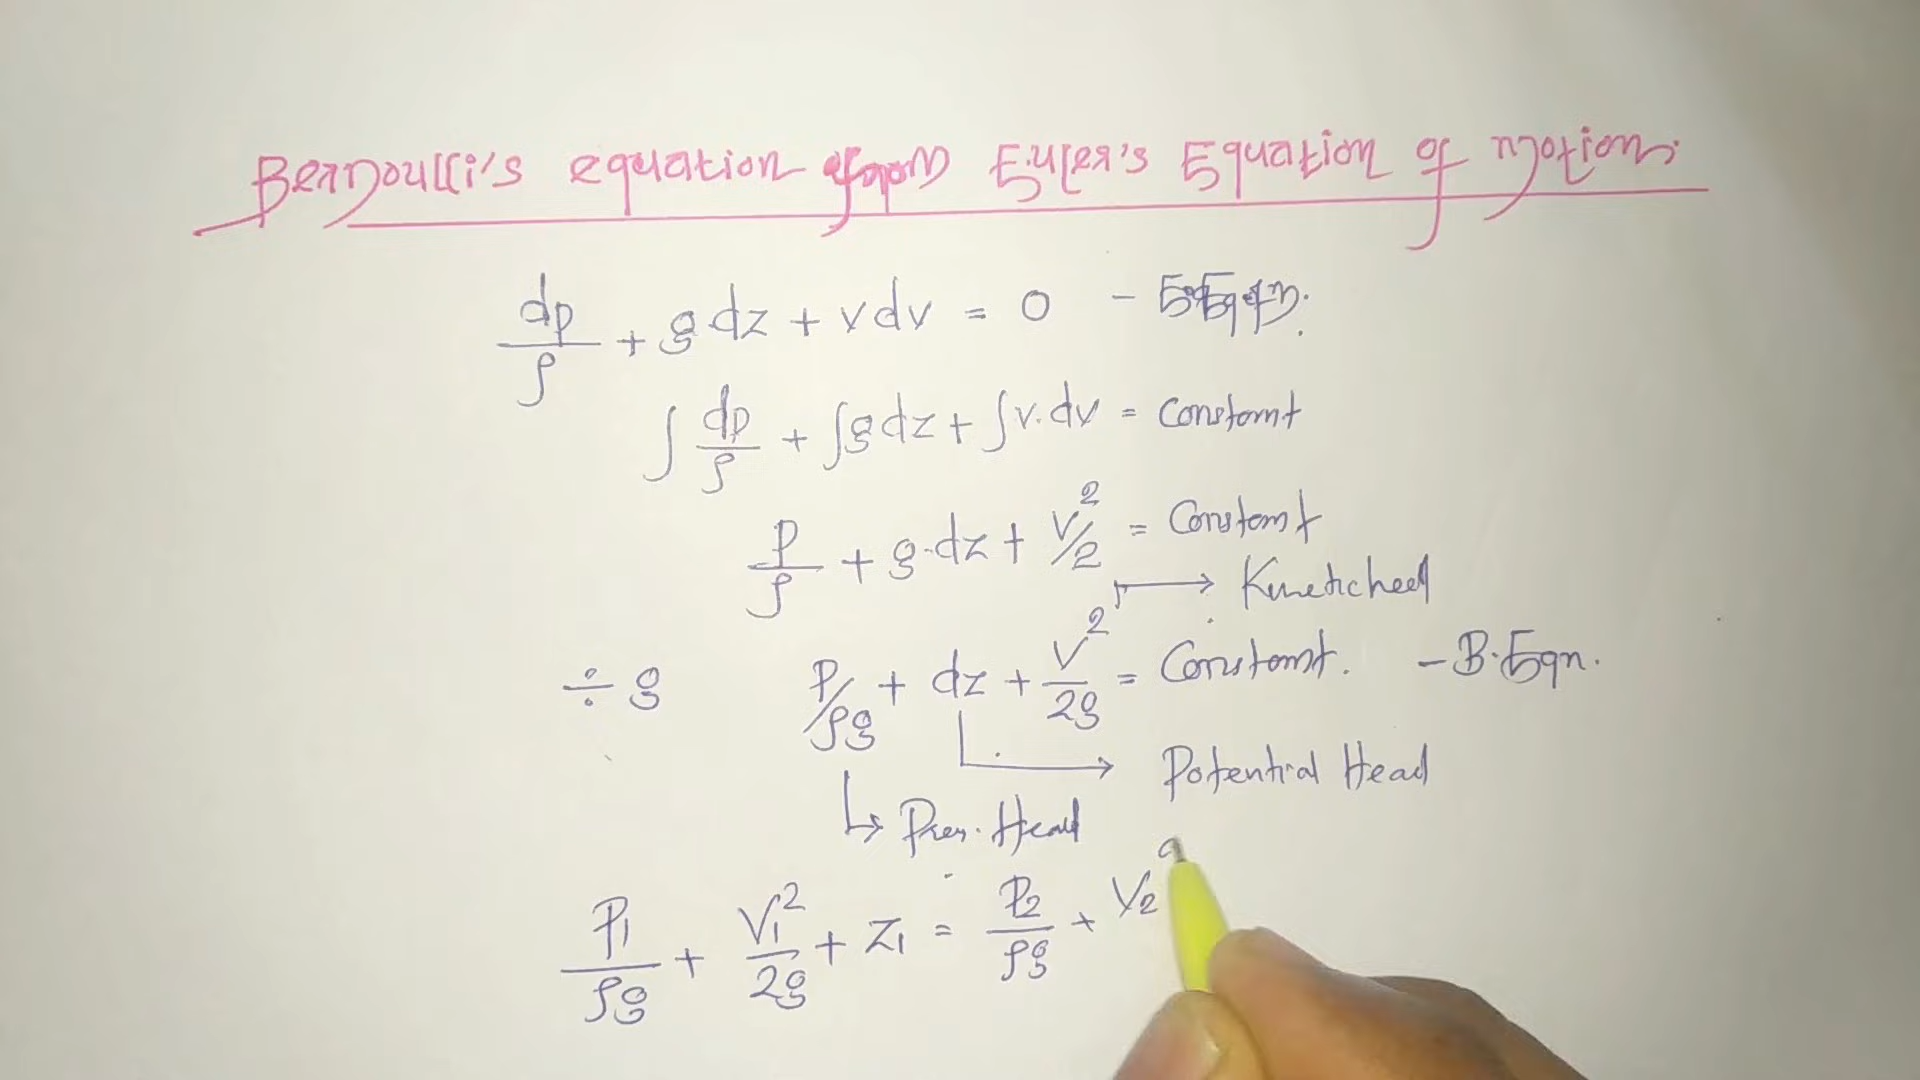 Bernoulli's equation from Euler's Equation of motion.
dp/ρ + g dz + v dv = 0 -
∫ dp/ρ + ∫g dz + ∫v.dv = Constant
P/ρ + g.dz + v²/2 = Constant
→ Kinetic head
÷ g P/ρg + dz + v²/2g = Constant. - B.Eqn.
→ Potential Head
↳ Pres. Head
P₁/ρg + V₁²/2g + Z₁ = P₂/ρg + V₂